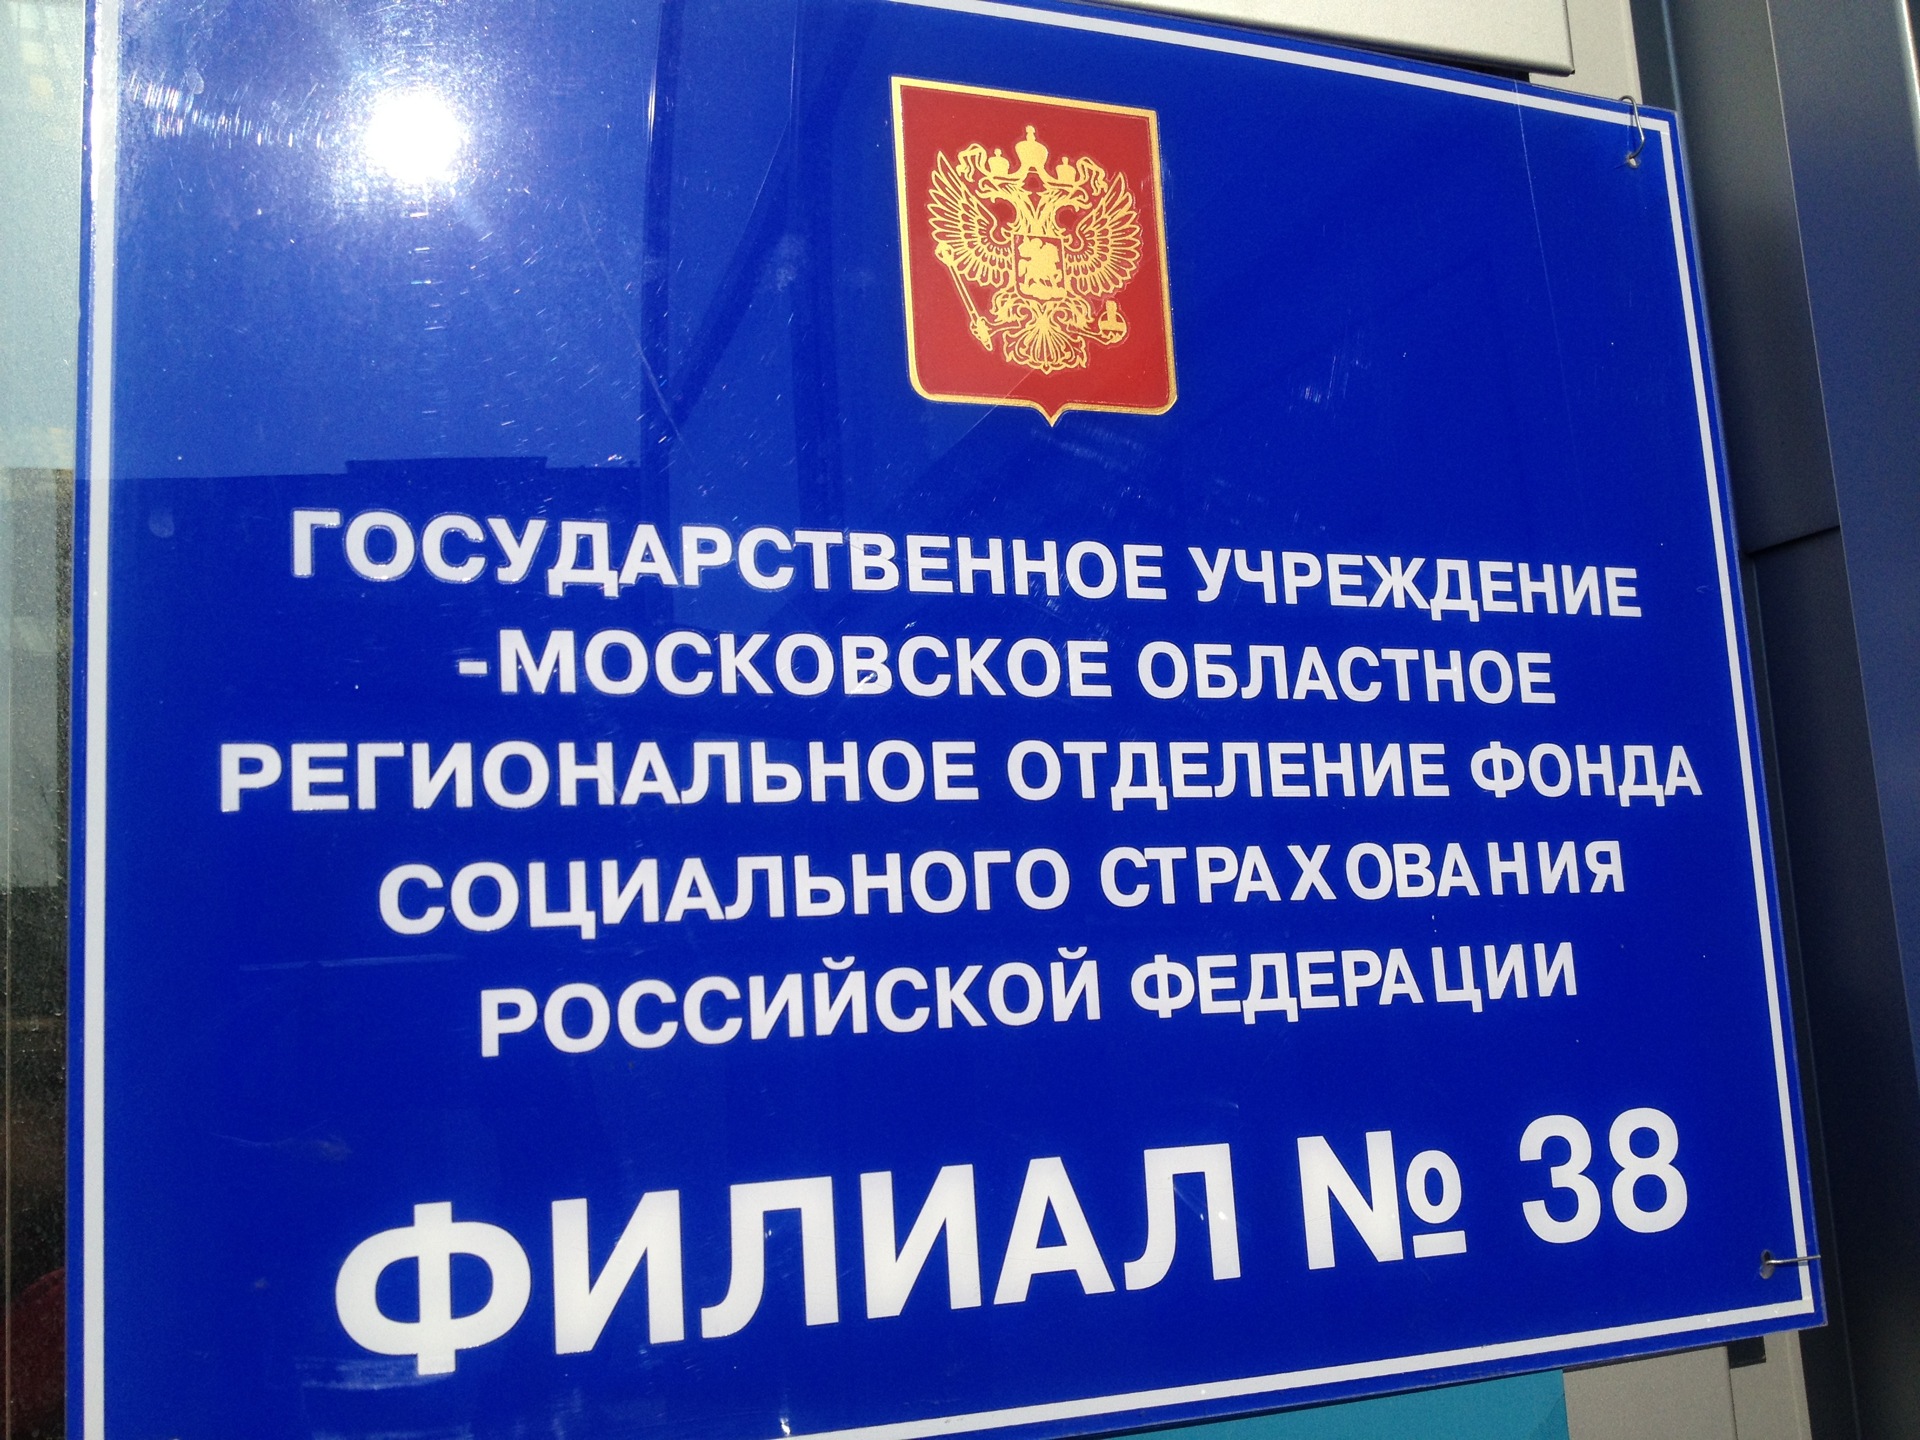 ГОСУДАРСТВЕННОЕ УЧРЕЖДЕНИЕ
-МОСКОВСКОЕ ОБЛАСТНОЕ
РЕГИОНАЛЬНОЕ ОТДЕЛЕНИЕ ФОНДА
СОЦИАЛЬНОГО СТРАХОВАНИЯ
РОССИЙСКОЙ ФЕДЕРАЦИИ
ФИЛИАЛ № 38